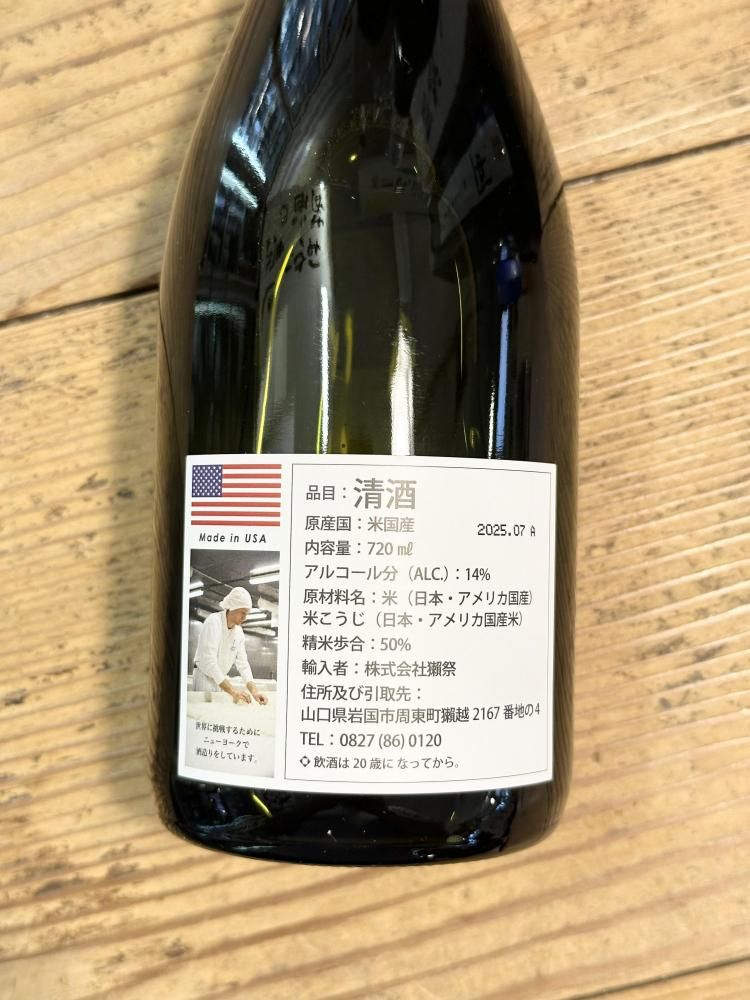 Made in USA
世界に挑戦するために
ニューヨークで
酒造りをしています。
品目：清酒
原産国：米国産
2025.07 A
内容量：720 ㎖
アルコール分（ALC.）：14%
原材料名：米（日本・アメリカ国産）
米こうじ（日本・アメリカ国産米）
精米歩合：50%
輸入者：株式会社獺祭
住所及び引取先：
山口県岩国市周東町獺越 2167 番地の4
TEL：0827 (86) 0120
※ 飲酒は 20 歳に なってから。